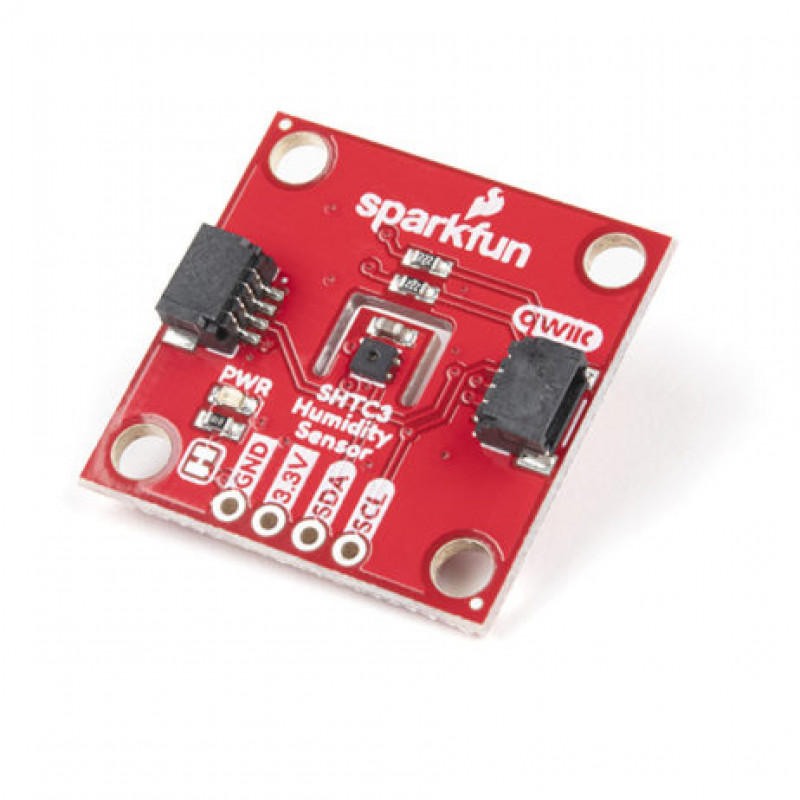 sparkfun
qwiic
PWR
SHTC3
Humidity
Sensor
GND
3.3V
SDA
SCL